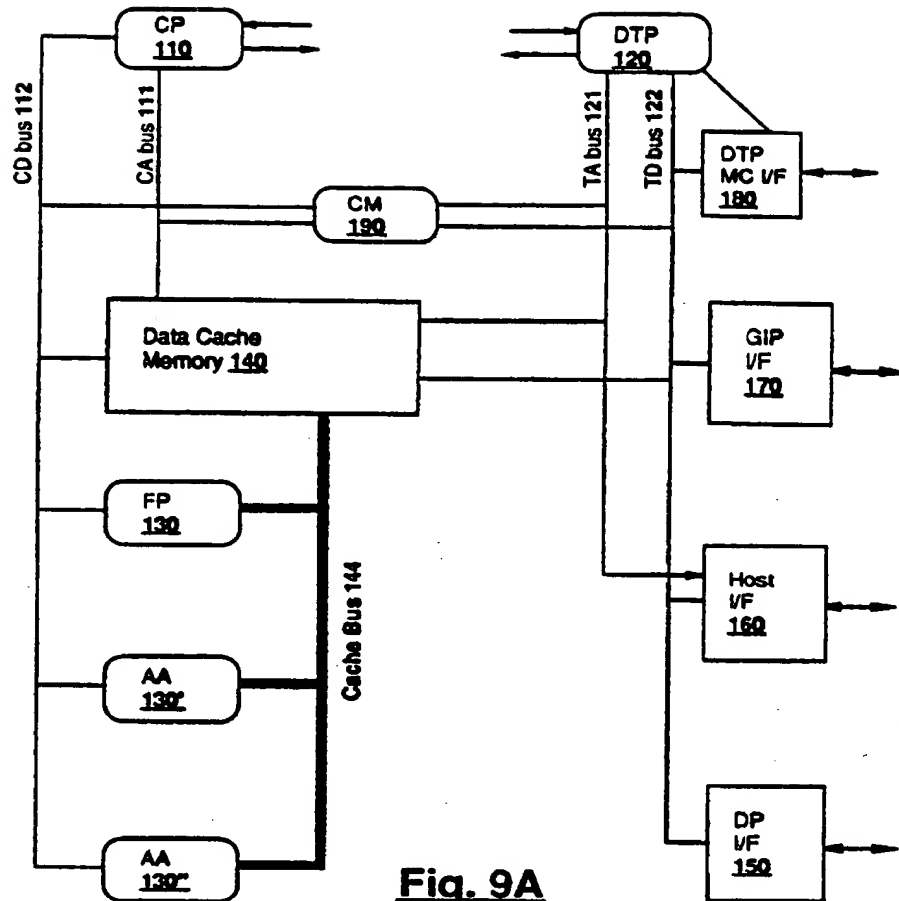 CP
110
DTP
120
CD bus 112
CA bus 111
TA bus 121
TD bus 122
DTP
MC I/F
180
CM
190
Data Cache
Memory 140
GIP
I/F
170
FP
130
Cache Bus 144
Host
I/F
160
AA
130'
AA
130"
DP
I/F
150
Fig. 9A